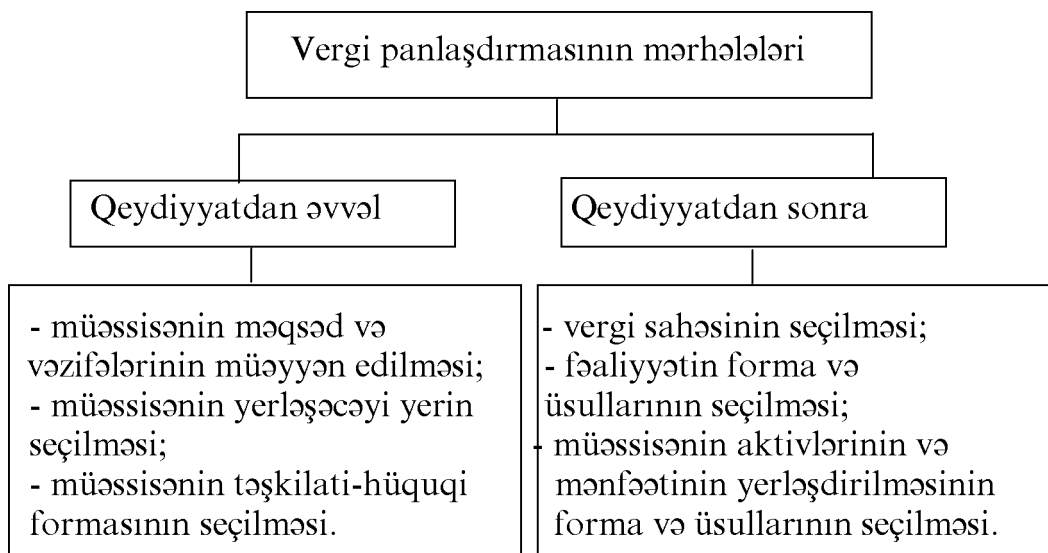 Vergi panlaşdırmasının mərhələləri
Qeydiyyatdan əvvəl
Qeydiyyatdan sonra
- müəssisənin məqsəd və
vəzifələrinin müəyyən edilməsi;
- müəssisənin yerləşəcəyi yerin
seçilməsi;
- müəssisənin təşkilati-hüquqi
formasının seçilməsi.
- vergi sahəsinin seçilməsi;
- fəaliyyətin forma və
üsullarının seçilməsi;
- müəssisənin aktivlərinin və
mənfəətinin yerləşdirilməsinin
forma və üsullarının seçilməsi.